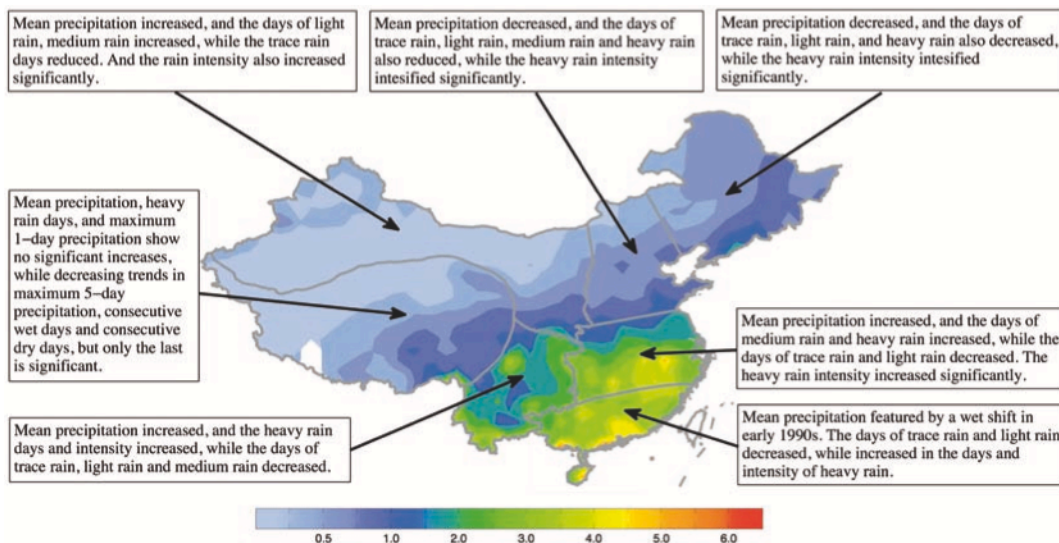 Mean precipitation increased, and the days of light
rain, medium rain increased, while the trace rain
days reduced. And the rain intensity also increased
significantly.
Mean precipitation decreased, and the days of
trace rain, light rain, medium rain and heavy rain
also reduced, while the heavy rain intensity
intesified significantly.
Mean precipitation decreased, and the days of
trace rain, light rain, and heavy rain also decreased,
while the heavy rain intensity intesified
significantly.
Mean precipitation, heavy
rain days, and maximum
1−day precipitation show
no significant increases,
while decreasing trends in
maximum 5−day
precipitation, consecutive
wet days and consecutive
dry days, but only the last
is significant.
Mean precipitation increased, and the days of
medium rain and heavy rain increased, while the
days of trace rain and light rain decreased. The
heavy rain intensity increased significantly.
Mean precipitation increased, and the heavy rain
days and intensity increased, while the days of
trace rain, light rain and medium rain decreased.
Mean precipitation featured by a wet shift in
early 1990s. The days of trace rain and light rain
decreased, while increased in the days and
intensity of heavy rain.
0.5 1.0 2.0 3.0 4.0 5.0 6.0